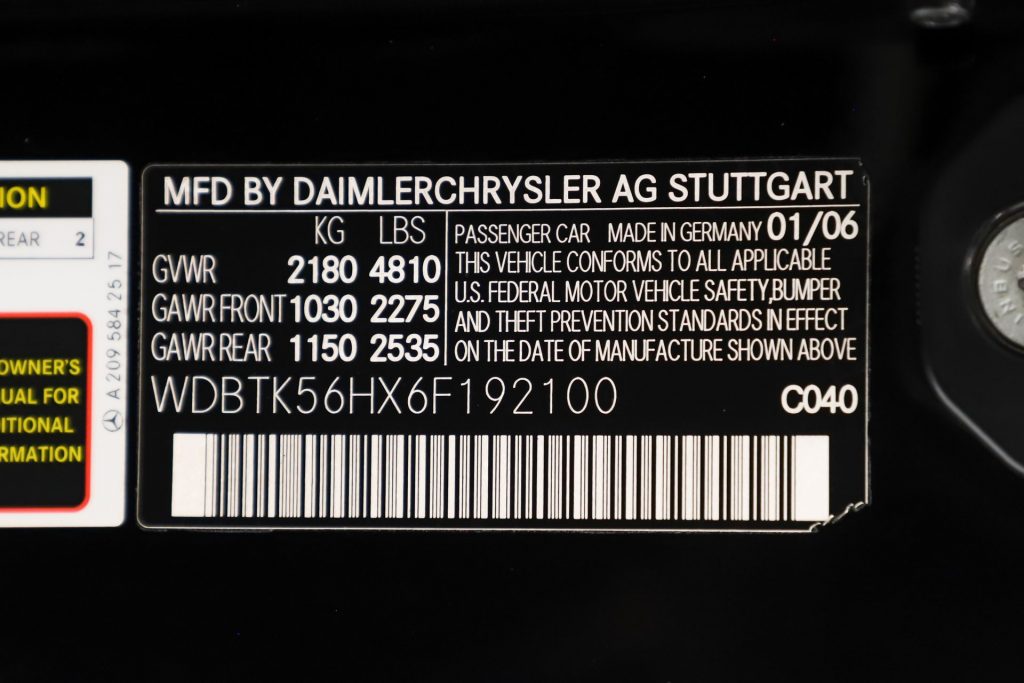 MFD BY DAIMLERCHRYSLER AG STUTTGART
KG LBS
GVWR 2180 4810
GAWR FRONT 1030 2275
GAWR REAR 1150 2535
PASSENGER CAR MADE IN GERMANY 01/06
THIS VEHICLE CONFORMS TO ALL APPLICABLE
U.S. FEDERAL MOTOR VEHICLE SAFETY,BUMPER
AND THEFT PREVENTION STANDARDS IN EFFECT
ON THE DATE OF MANUFACTURE SHOWN ABOVE
WDBTK56HX6F192100 C040
ION
REAR 2
OWNER'S
UAL FOR
ITIONAL
RMATION
A 209 584 25 17
INBUS